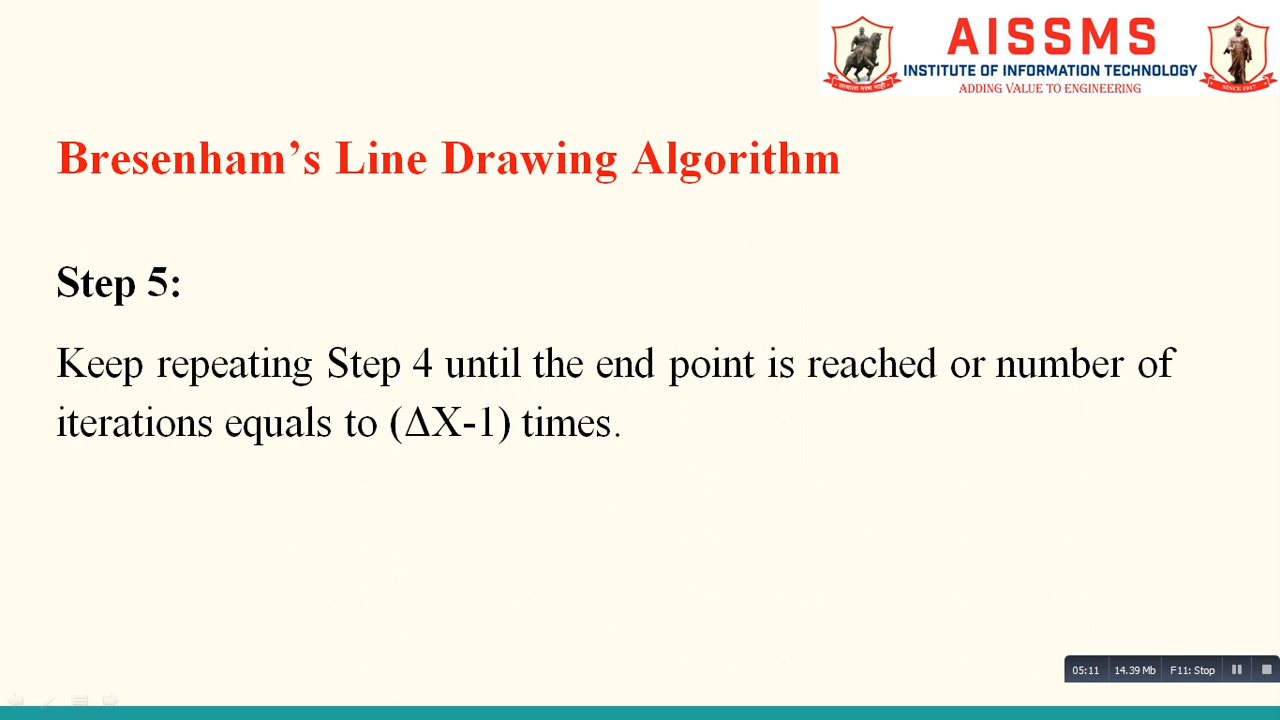 AISSMS
INSTITUTE OF INFORMATION TECHNOLOGY
ADDING VALUE TO ENGINEERING
SINCE 1917
Bresenham’s Line Drawing Algorithm
Step 5:
Keep repeating Step 4 until the end point is reached or number of
iterations equals to (ΔX-1) times.
05:11 14.39 Mb F11: Stop